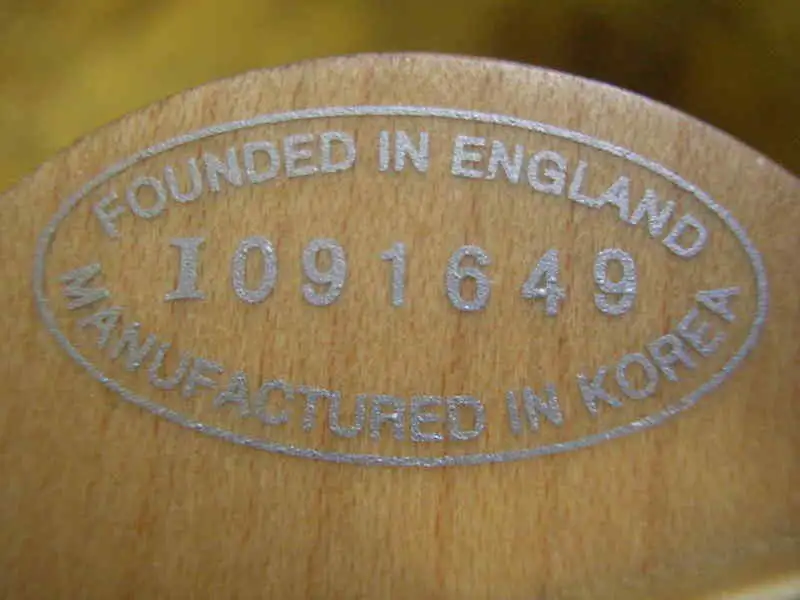 FOUNDED IN ENGLAND
I091649
MANUFACTURED IN KOREA